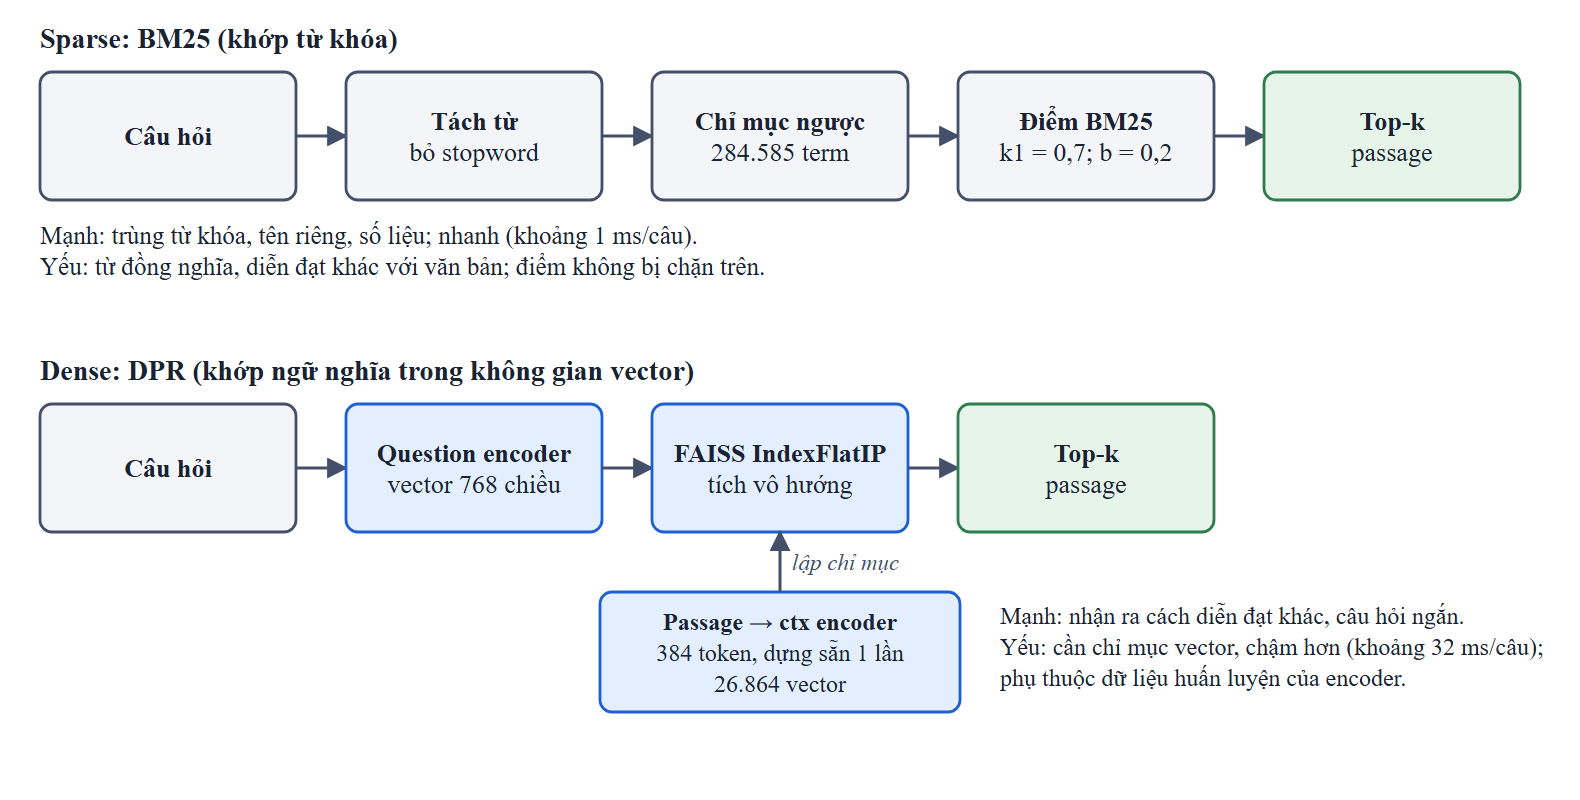 Sparse: BM25 (khớp từ khóa)
Câu hỏi
Tách từ
bỏ stopword
Chỉ mục ngược
284.585 term
Điểm BM25
k1 = 0,7; b = 0,2
Top-k
passage
Mạnh: trùng từ khóa, tên riêng, số liệu; nhanh (khoảng 1 ms/câu).
Yếu: từ đồng nghĩa, diễn đạt khác với văn bản; điểm không bị chặn trên.
Dense: DPR (khớp ngữ nghĩa trong không gian vector)
Câu hỏi
Question encoder
vector 768 chiều
FAISS IndexFlatIP
tích vô hướng
Top-k
passage
lập chỉ mục
Passage → ctx encoder
384 token, dựng sẵn 1 lần
26.864 vector
Mạnh: nhận ra cách diễn đạt khác, câu hỏi ngắn.
Yếu: cần chỉ mục vector, chậm hơn (khoảng 32 ms/câu);
phụ thuộc dữ liệu huấn luyện của encoder.